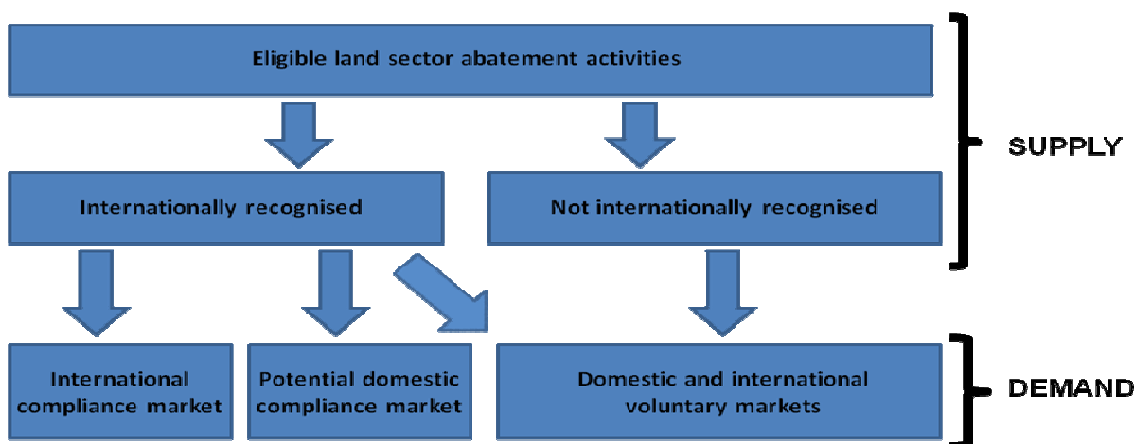 Eligible land sector abatement activities
SUPPLY
Internationally recognised
Not internationally recognised
International
compliance market
Potential domestic
compliance market
Domestic and international
voluntary markets
DEMAND